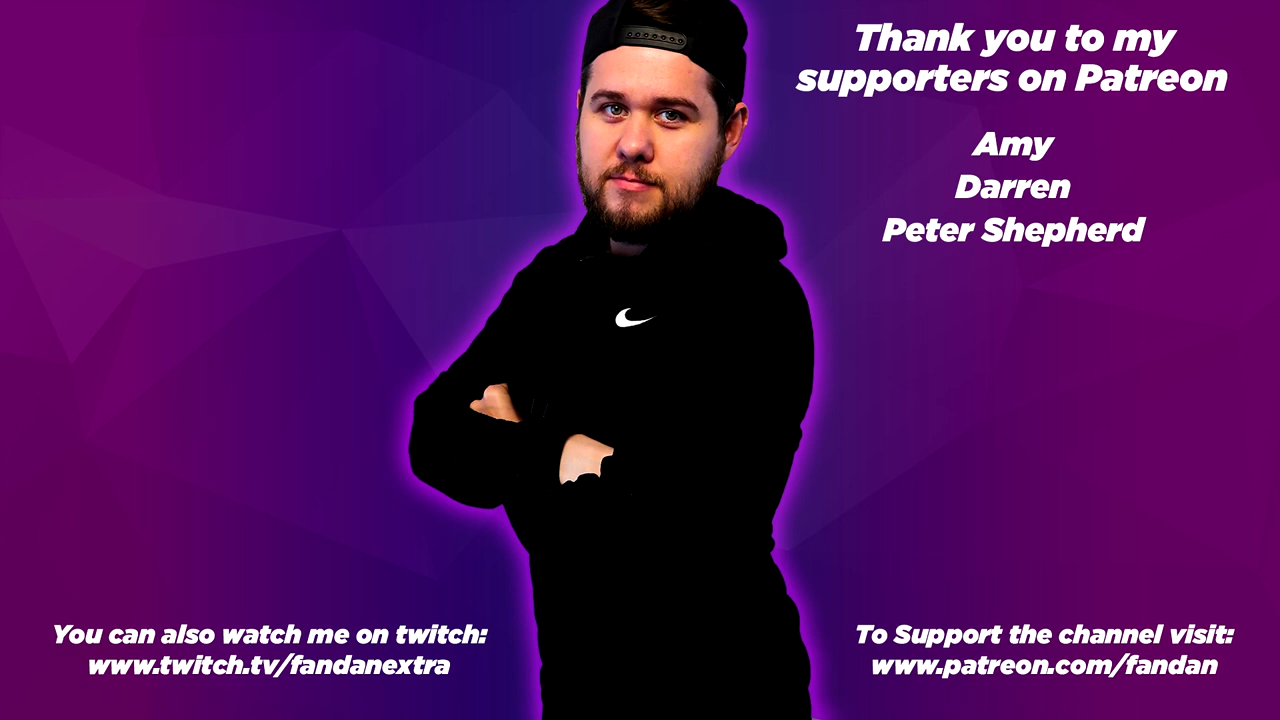 Thank you to my
supporters on Patreon
Amy
Darren
Peter Shepherd
You can also watch me on twitch:
www.twitch.tv/fandanextra
To Support the channel visit:
www.patreon.com/fandan